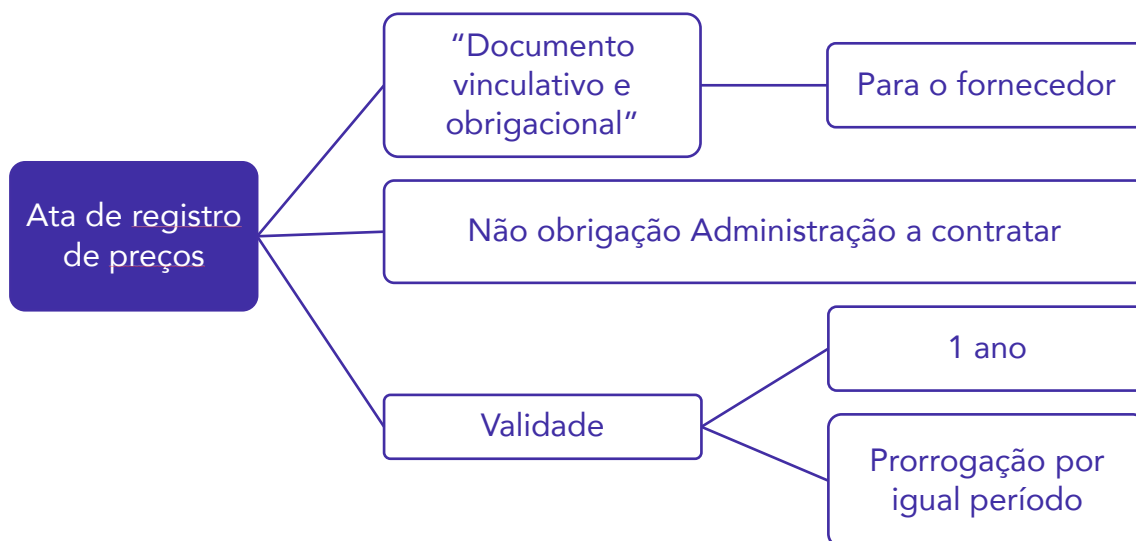 Ata de registro
de preços
“Documento
vinculativo e
obrigacional”
Para o fornecedor
Não obrigação Administração a contratar
Validade
1 ano
Prorrogação por
igual período